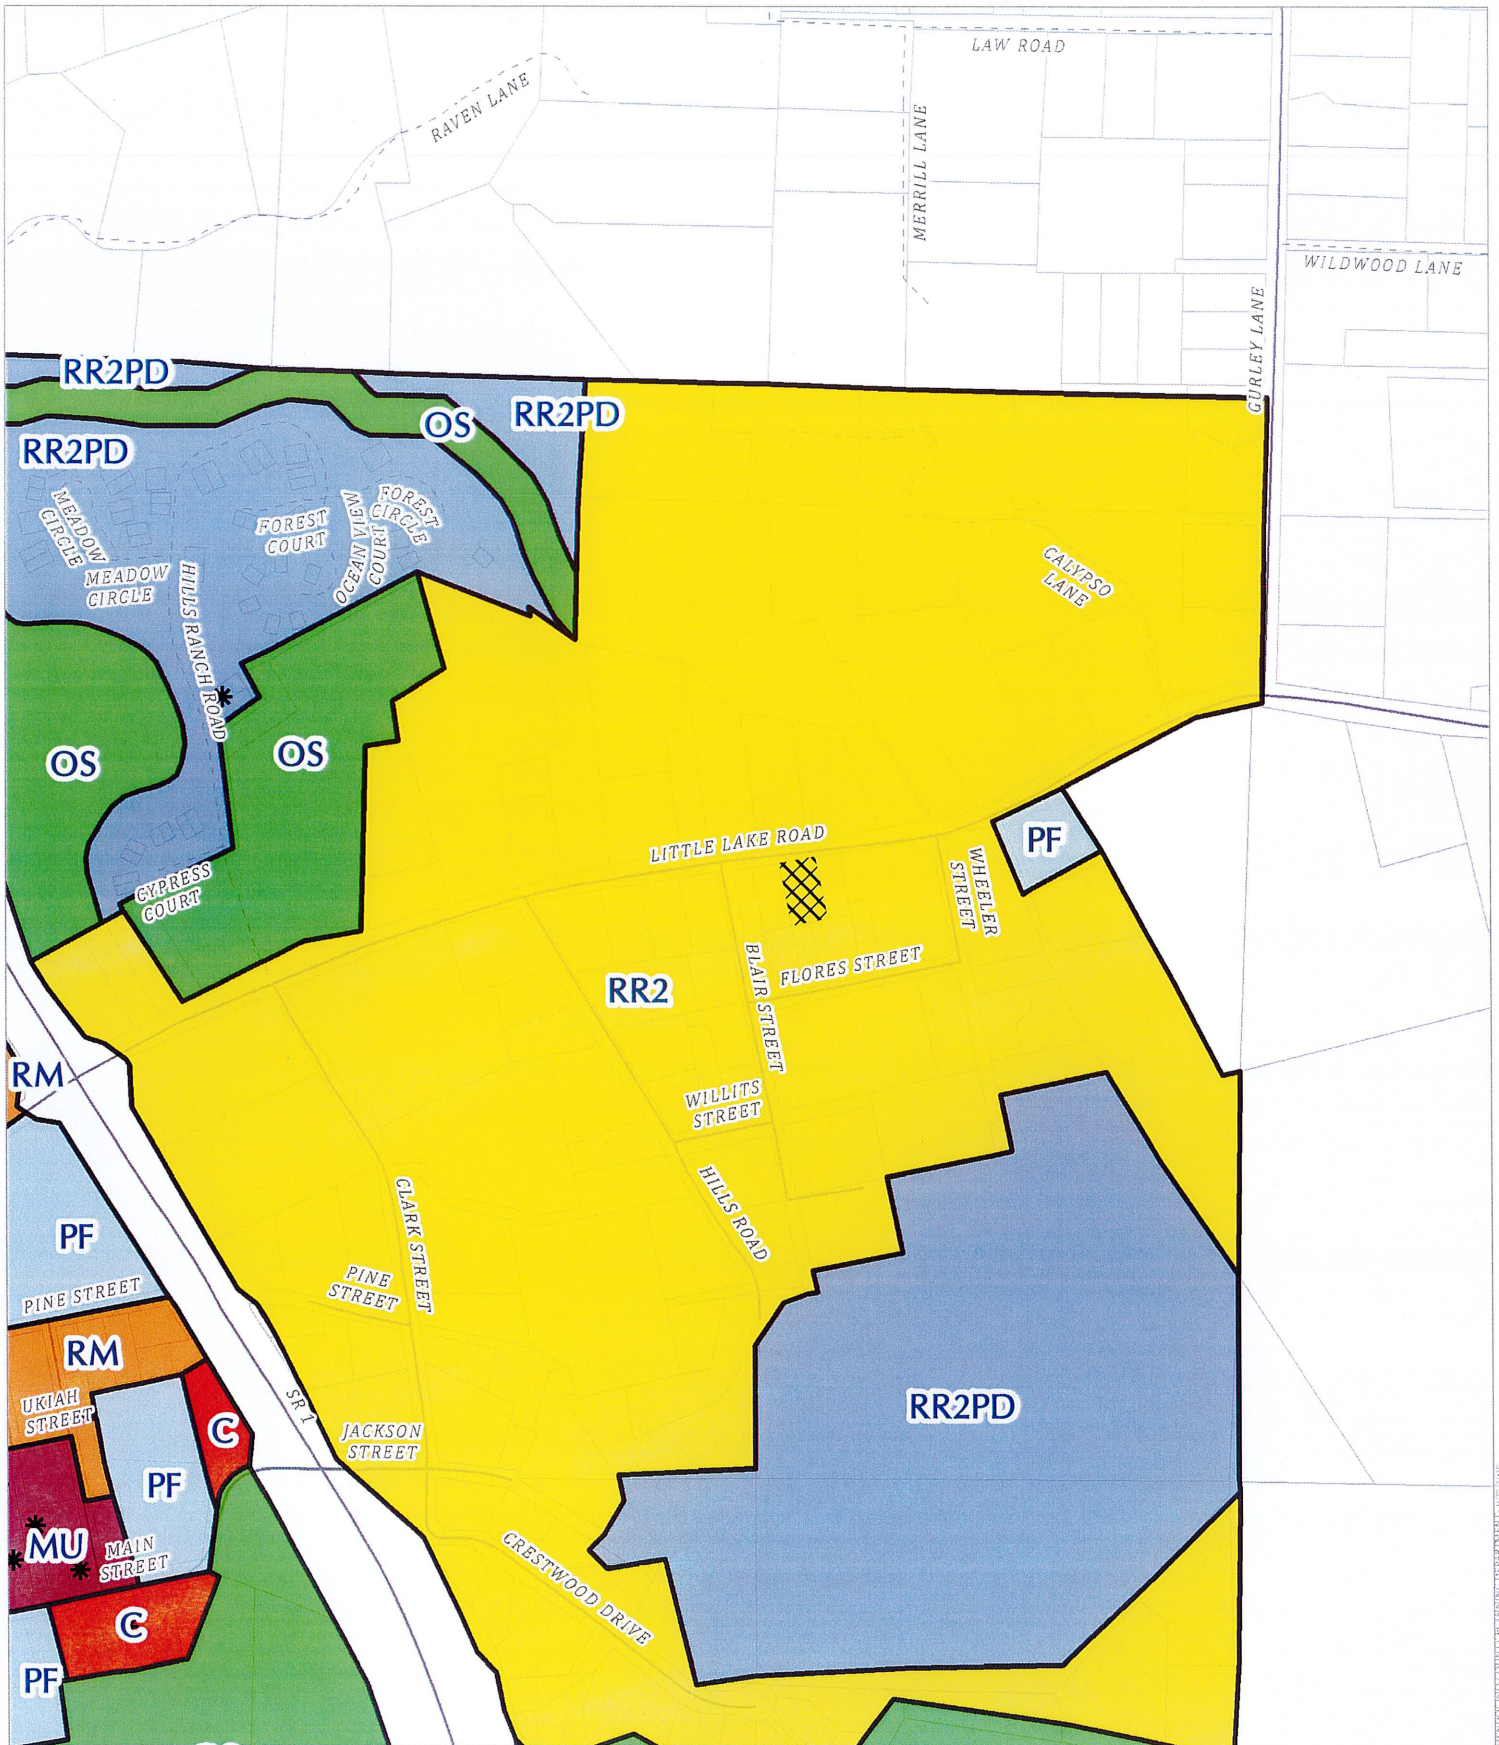 LAW ROAD
RAVEN LANE
MERRILL LANE
WILDWOOD LANE
GURLEY LANE
RR2PD
OS
RR2PD
RR2PD
MEADOW
CIRCLE
FOREST
COURT
OCEAN VIEW
COURT
FOREST
CIRCLE
MEADOW
CIRCLE
CALYPSO
LANE
HILLS RANCH ROAD
OS
OS
LITTLE LAKE ROAD
PF
WHEELER
STREET
CYPRESS
COURT
RR2
BLAIR STREET
FLORES STREET
RM
WILLITS
STREET
CLARK STREET
HILLS ROAD
PF
PINE STREET
PINE
STREET
RM
UKIAH
STREET
C
SR 1
JACKSON
STREET
RR2PD
PF
MU
MAIN
STREET
CRESTWOOD DRIVE
C
PF